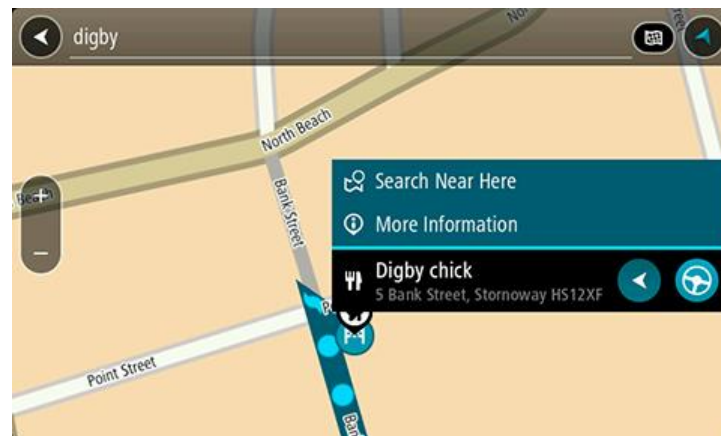 digby
North Beach
Bank Street
Search Near Here
More Information
Digby chick
5 Bank Street, Stornoway HS12XF
Point Street